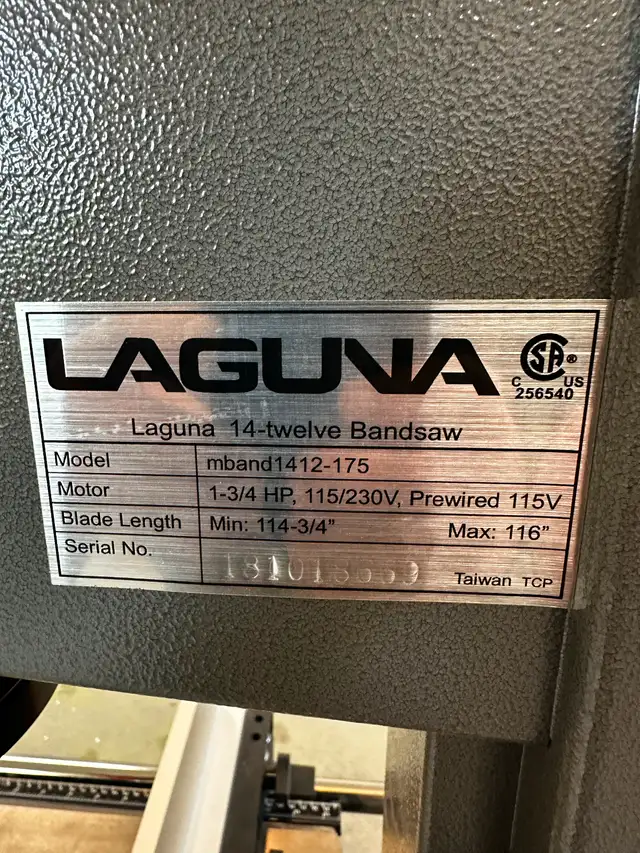 LAGUNA
C SA ® US
256540
Laguna 14-twelve Bandsaw
Model mband1412-175
Motor 1-3/4 HP, 115/230V, Prewired 115V
Blade Length Min: 114-3/4" Max: 116"
Serial No. Taiwan TCP